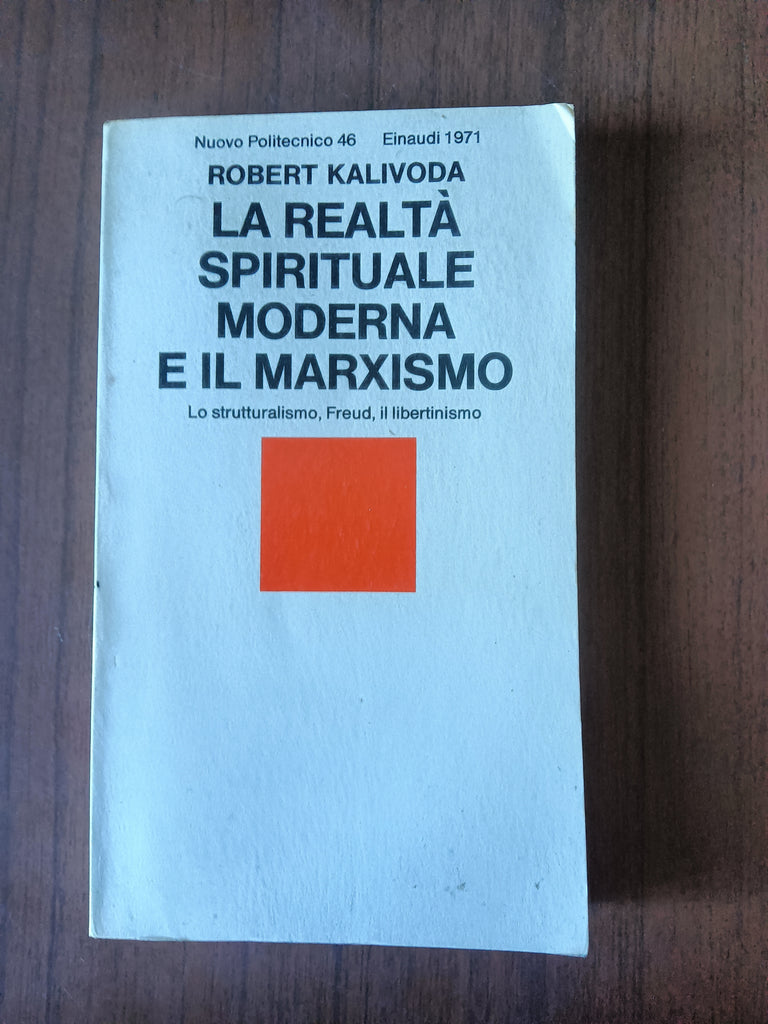 Nuovo Politecnico 46 Einaudi 1971
ROBERT KALIVODA
LA REALTÀ
SPIRITUALE
MODERNA
E IL MARXISMO
Lo strutturalismo, Freud, il libertinismo